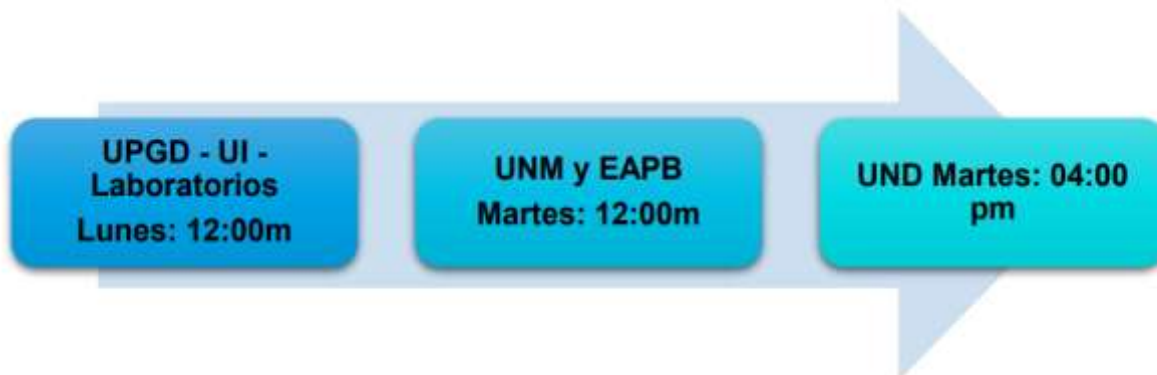 UPGD - UI -
Laboratorios
Lunes: 12:00m
UNM y EAPB
Martes: 12:00m
UND Martes: 04:00
pm